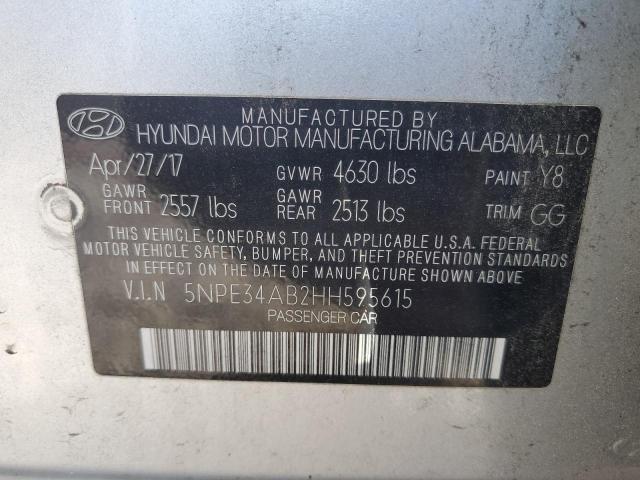 MANUFACTURED BY
HYUNDAI MOTOR MANUFACTURING ALABAMA, LLC
Apr/27/17 GVWR 4630 lbs PAINT Y8
GAWR FRONT 2557 lbs GAWR REAR 2513 lbs TRIM GG
THIS VEHICLE CONFORMS TO ALL APPLICABLE U.S.A. FEDERAL
MOTOR VEHICLE SAFETY, BUMPER, AND THEFT PREVENTION STANDARDS
IN EFFECT ON THE DATE OF MANUFACTURE SHOWN ABOVE
V.I.N 5NPE34AB2HH595615
PASSENGER CAR